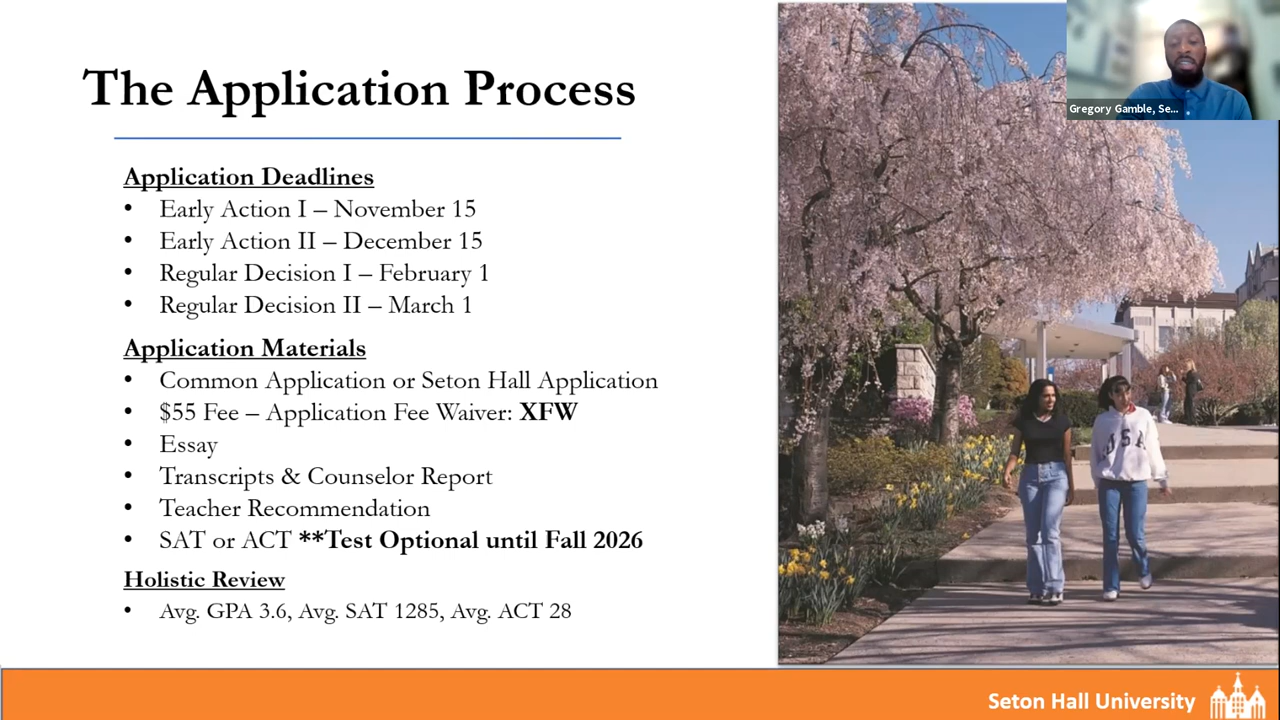 The Application Process
Application Deadlines
• Early Action I – November 15
• Early Action II – December 15
• Regular Decision I – February 1
• Regular Decision II – March 1
Application Materials
• Common Application or Seton Hall Application
• $55 Fee – Application Fee Waiver: XFW
• Essay
• Transcripts & Counselor Report
• Teacher Recommendation
• SAT or ACT **Test Optional until Fall 2026
Holistic Review
• Avg. GPA 3.6, Avg. SAT 1285, Avg. ACT 28
Gregory Gamble, Se...
Seton Hall University